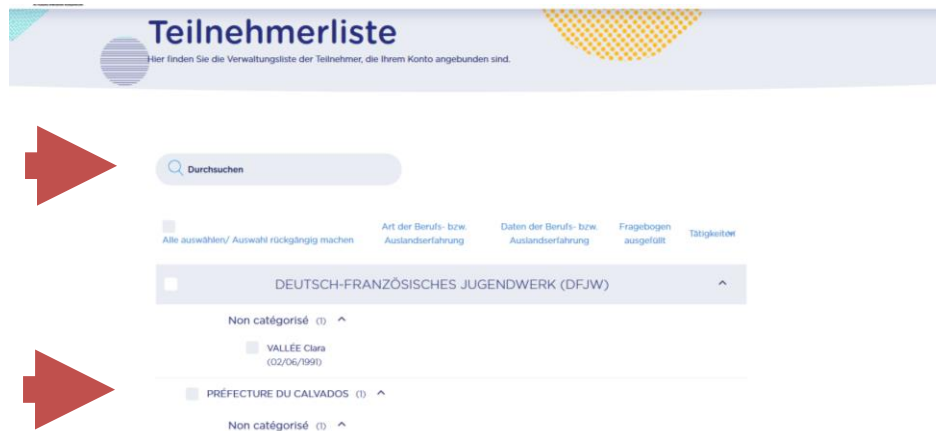 Teilnehmerliste
Hier finden Sie die Verwaltungsliste der Teilnehmer, die Ihrem Konto angebunden sind.
Durchsuchen
Alle auswählen/ Auswahl rückgängig machen
Art der Berufs- bzw.
Auslandserfahrung
Daten der Berufs- bzw.
Auslandserfahrung
Fragebogen
ausgefüllt
Tätigkeiten
DEUTSCH-FRANZÖSISCHES JUGENDWERK (DFJW)
Non catégorisé (1)
VALLÉE Clara
(02/06/1991)
PRÉFECTURE DU CALVADOS (1)
Non catégorisé (1)